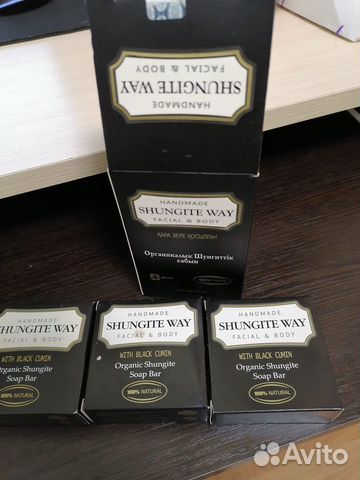 HANDMADE
SHUNGITE WAY
FACIAL & BODY
HANDMADE
SHUNGITE WAY
FACIAL & BODY
ҚАРА ЗЕРЕ ҚОСЫЛҒАН
Органикалық Шунгиттік
сабын
4
HANDMADE
SHUNGITE WAY
FACIAL & BODY
WITH BLACK CUMIN
Organic Shungite
Soap Bar
100% NATURAL
HANDMADE
SHUNGITE WAY
FACIAL & BODY
WITH BLACK CUMIN
Organic Shungite
Soap Bar
100% NATURAL
HANDMADE
SHUNGITE WAY
FACIAL & BODY
WITH BLACK CUMIN
Organic Shungite
Soap Bar
100% NATURAL
Avito